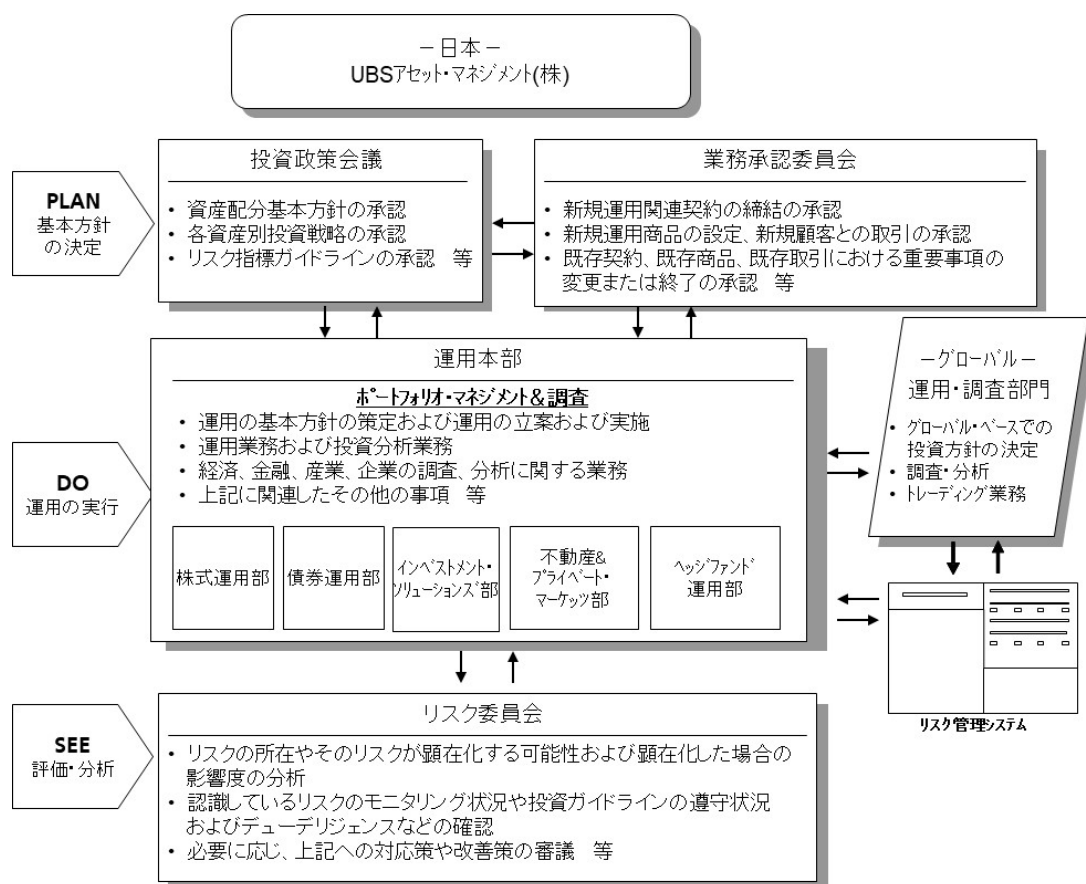 －日本－
UBSアセット・マネジメント(株)
PLAN
基本方針
の決定
投資政策会議
・ 資産配分基本方針の承認
・ 各資産別投資戦略の承認
・ リスク指標ガイドラインの承認　等
業務承認委員会
・ 新規運用関連契約の締結の承認
・ 新規運用商品の設定、新規顧客との取引の承認
・ 既存契約、既存商品、既存取引における重要事項の
変更または終了の承認　等
DO
運用の実行
運用本部
ポートフォリオ・マネジメント＆調査
・ 運用の基本方針の策定および運用の立案および実施
・ 運用業務および投資分析業務
・ 経済、金融、産業、企業の調査、分析に関する業務
・ 上記に関連したその他の事項　等
株式運用部
債券運用部
インベストメント・
ソリューションズ部
不動産&
プライベート・
マーケッツ部
ヘッジファンド
運用部
－グローバル－
運用・調査部門
・ グローバル・ベースでの
投資方針の決定
・ 調査・分析
・ トレーディング業務
リスク管理システム
SEE
評価・分析
リスク委員会
・ リスクの所在やそのリスクが顕在化する可能性および顕在化した場合の
影響度の分析
・ 認識しているリスクのモニタリング状況や投資ガイドラインの遵守状況
およびデューデリジェンスなどの確認
・ 必要に応じ、上記への対応策や改善策の審議　等